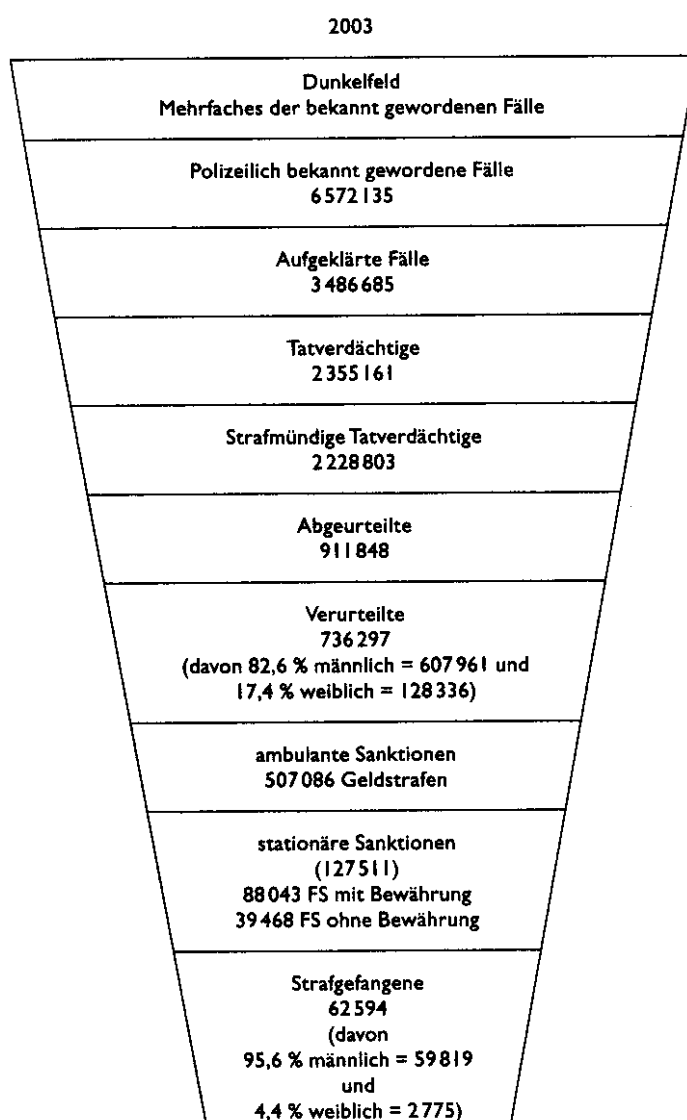 2003
Dunkelfeld
Mehrfaches der bekannt gewordenen Fälle
Polizeilich bekannt gewordene Fälle
6572135
Aufgeklärte Fälle
3486685
Tatverdächtige
2355161
Strafmündige Tatverdächtige
2228803
Abgeurteilte
911848
Verurteilte
736297
(davon 82,6 % männlich = 607961 und
17,4 % weiblich = 128336)
ambulante Sanktionen
507086 Geldstrafen
stationäre Sanktionen
(127511)
88043 FS mit Bewährung
39468 FS ohne Bewährung
Strafgefangene
62594
(davon
95,6 % männlich = 59819
und
4,4 % weiblich = 2775)